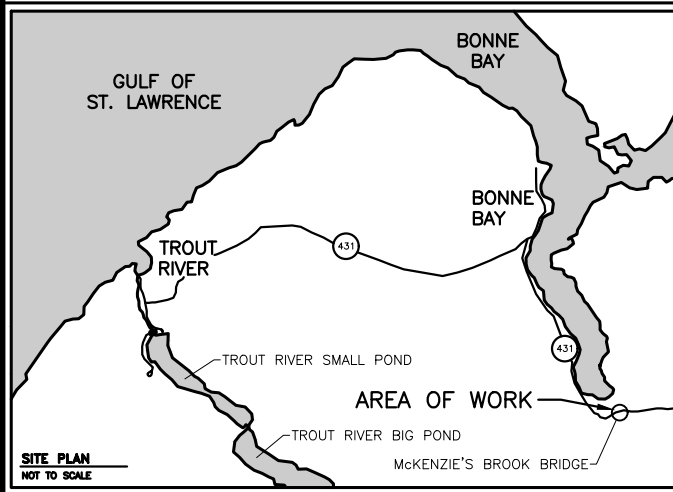 BONNE
BAY
GULF OF
ST. LAWRENCE
BONNE
BAY
TROUT
RIVER
431
431
TROUT RIVER SMALL POND
AREA OF WORK
TROUT RIVER BIG POND
McKENZIE'S BROOK BRIDGE
SITE PLAN
NOT TO SCALE